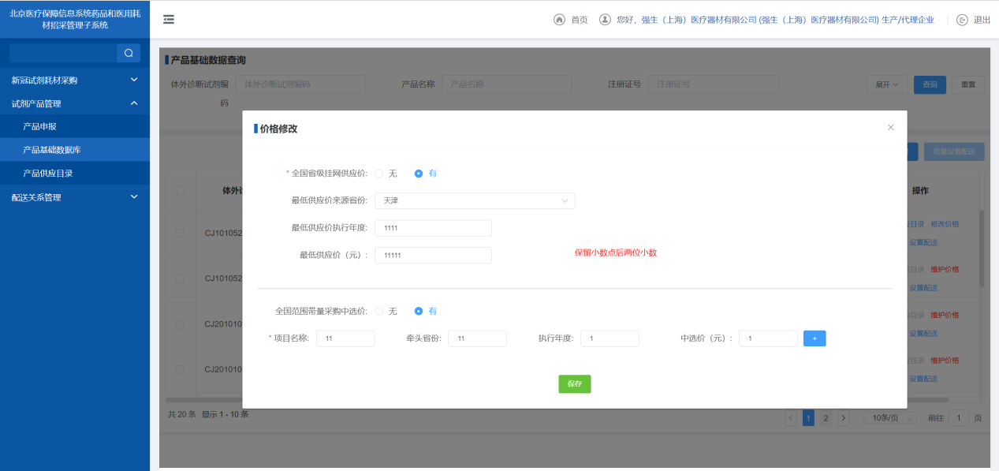 北京医疗保障信息系统药品和医用耗
材招采管理子系统
首页
您好，强生（上海）医疗器材有限公司 (强生（上海）医疗器材有限公司) 生产/代理企业
退出
新冠试剂耗材采购
试剂产品管理
产品申报
产品基础数据库
产品供应目录
配送关系管理
产品基础数据查询
体外诊断试剂编
码
体外诊断试剂编码
产品名称
产品名称
注册证号
注册证号
展开
查询
重置
批量设置配送
体外诊
操作
CJ101052
目录 修改价格
设置配送
CJ101052
目录 维护价格
设置配送
CJ201010
目录 维护价格
设置配送
CJ201010
目录 维护价格
设置配送
共 20 条 显示 1 - 10 条
1 2
10条/页
前往 1 页
价格修改
* 全国省级挂网供应价: 无 有
最低供应价来源省份: 天津
最低供应价执行年度: 1111
最低供应价（元）: 11111
保留小数点后两位小数
全国范围带量采购中选价: 无 有
* 项目名称: 11 牵头省份: 11 执行年度: 1 中选价（元）: 1 +
保存